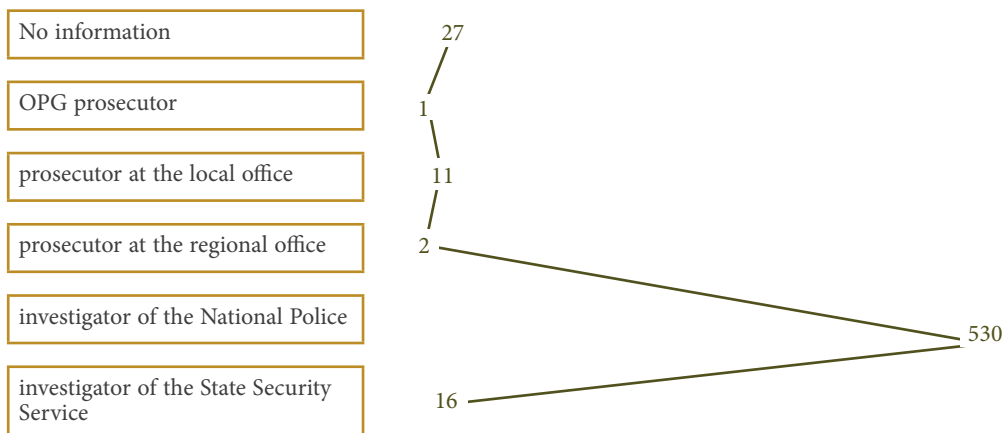 No information
27
OPG prosecutor
1
prosecutor at the local office
11
prosecutor at the regional office
2
investigator of the National Police
530
investigator of the State Security
Service
16